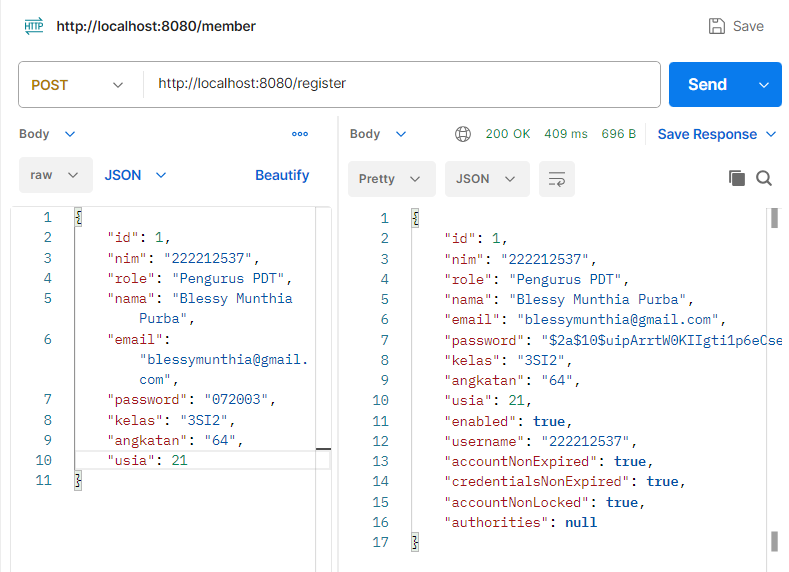 HTTP http://localhost:8080/member Save
POST http://localhost:8080/register Send
Body Body 200 OK 409 ms 696 B Save Response
raw JSON Beautify Pretty JSON
1 {
2 "id": 1,
3 "nim": "222212537",
4 "role": "Pengurus PDT",
5 "nama": "Blessy Munthia
Purba",
6 "email":
"blessymunthia@gmail.
com",
7 "password": "072003",
8 "kelas": "3SI2",
9 "angkatan": "64",
10 "usia": 21
11 }
1 {
2 "id": 1,
3 "nim": "222212537",
4 "role": "Pengurus PDT",
5 "nama": "Blessy Munthia Purba",
6 "email": "blessymunthia@gmail.com",
7 "password": "$2a$10$uipArrtW0KIIgti1p6eCse
8 "kelas": "3SI2",
9 "angkatan": "64",
10 "usia": 21,
11 "enabled": true,
12 "username": "222212537",
13 "accountNonExpired": true,
14 "credentialsNonExpired": true,
15 "accountNonLocked": true,
16 "authorities": null
17 }